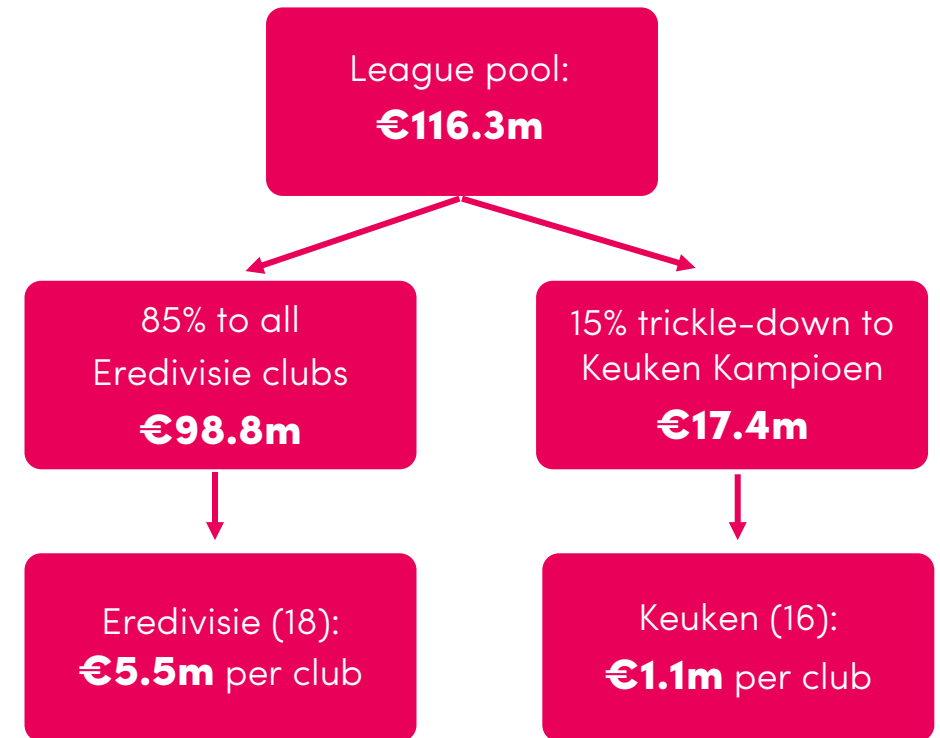 League pool:
€116.3m
85% to all
Eredivisie clubs
€98.8m
15% trickle-down to
Keuken Kampioen
€17.4m
Eredivisie (18):
€5.5m per club
Keuken (16):
€1.1m per club